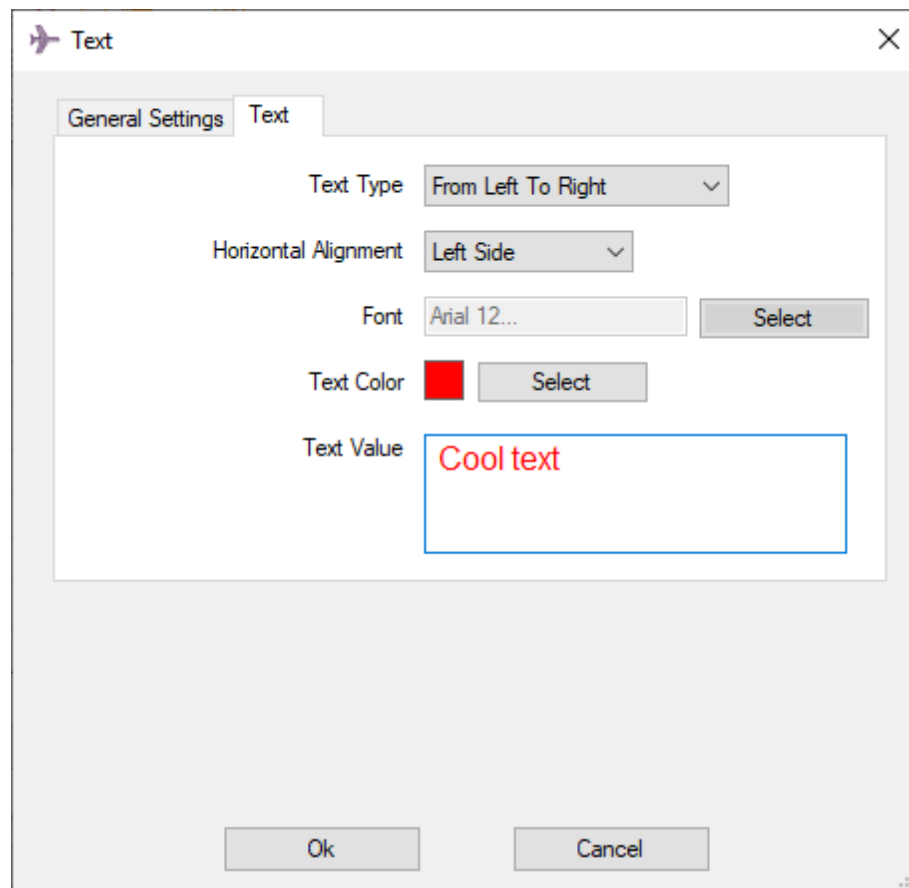 Text
General Settings Text
Text Type From Left To Right
Horizontal Alignment Left Side
Font Arial 12... Select
Text Color Select
Text Value Cool text
Ok Cancel